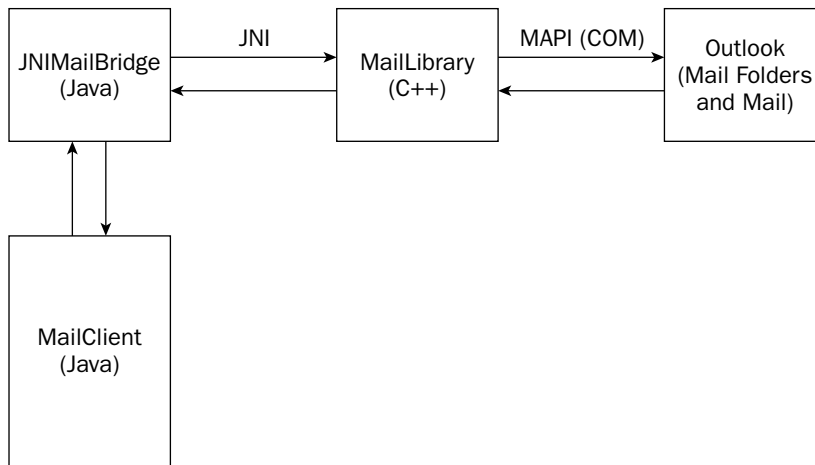 JNIMailBridge
(Java)
JNI
MailLibrary
(C++)
MAPI (COM)
Outlook
(Mail Folders
and Mail)
MailClient
(Java)